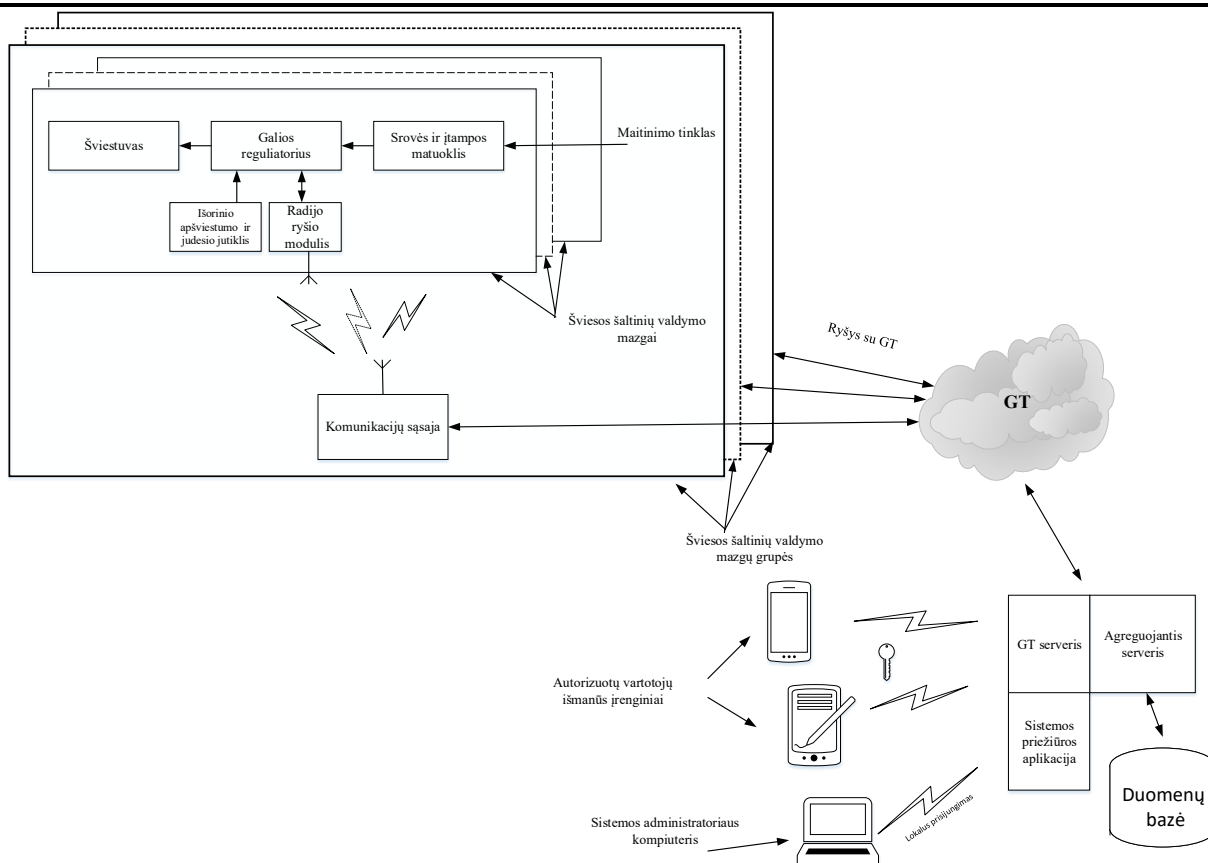 Šviestuvas
Galios
reguliatorius
Srovės ir įtampos
matuoklis
Maitinimo tinklas
Išorinio
apšviestumo ir
judesio jutiklis
Radijo
ryšio
modulis
Šviesos šaltinių valdymo
mazgai
Ryšys su GT
GT
Komunikacijų sąsaja
Šviesos šaltinių valdymo
mazgų grupės
GT serveris
Agreguojantis
serveris
Autorizuotų vartotojų
išmanūs įrenginiai
Sistemos
priežiūros
aplikacija
Duomenų
bazė
Sistemos administratoriaus
kompiuteris
Lokalus prisijungimas